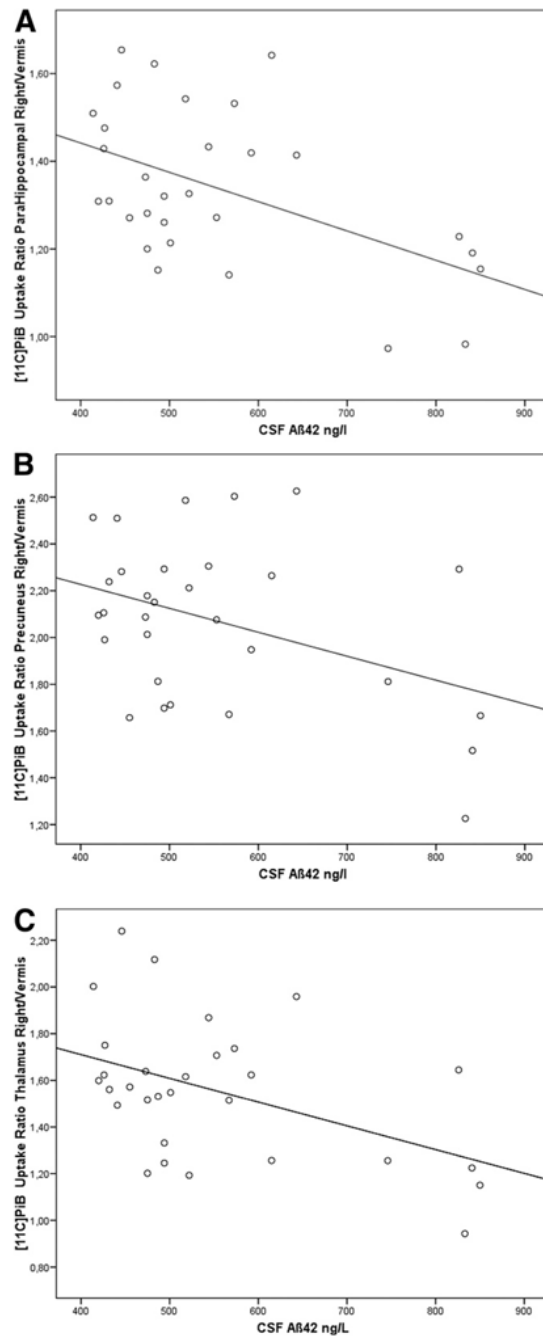 A
[11C]PiB Uptake Ratio ParaHippocampal Right/Vermis
1,60
1,40
1,20
1,00
400 500 600 700 800 900
CSF Aß42 ng/l
B
[11C]PiB Uptake Ratio Precuneus Right/Vermis
2,60
2,40
2,20
2,00
1,80
1,60
1,40
1,20
400 500 600 700 800 900
CSF Aß42 ng/l
C
[11C]PiB Uptake Ratio Thalamus Right/Vermis
2,20
2,00
1,80
1,60
1,40
1,20
1,00
0,80
400 500 600 700 800 900
CSF Aß42 ng/L